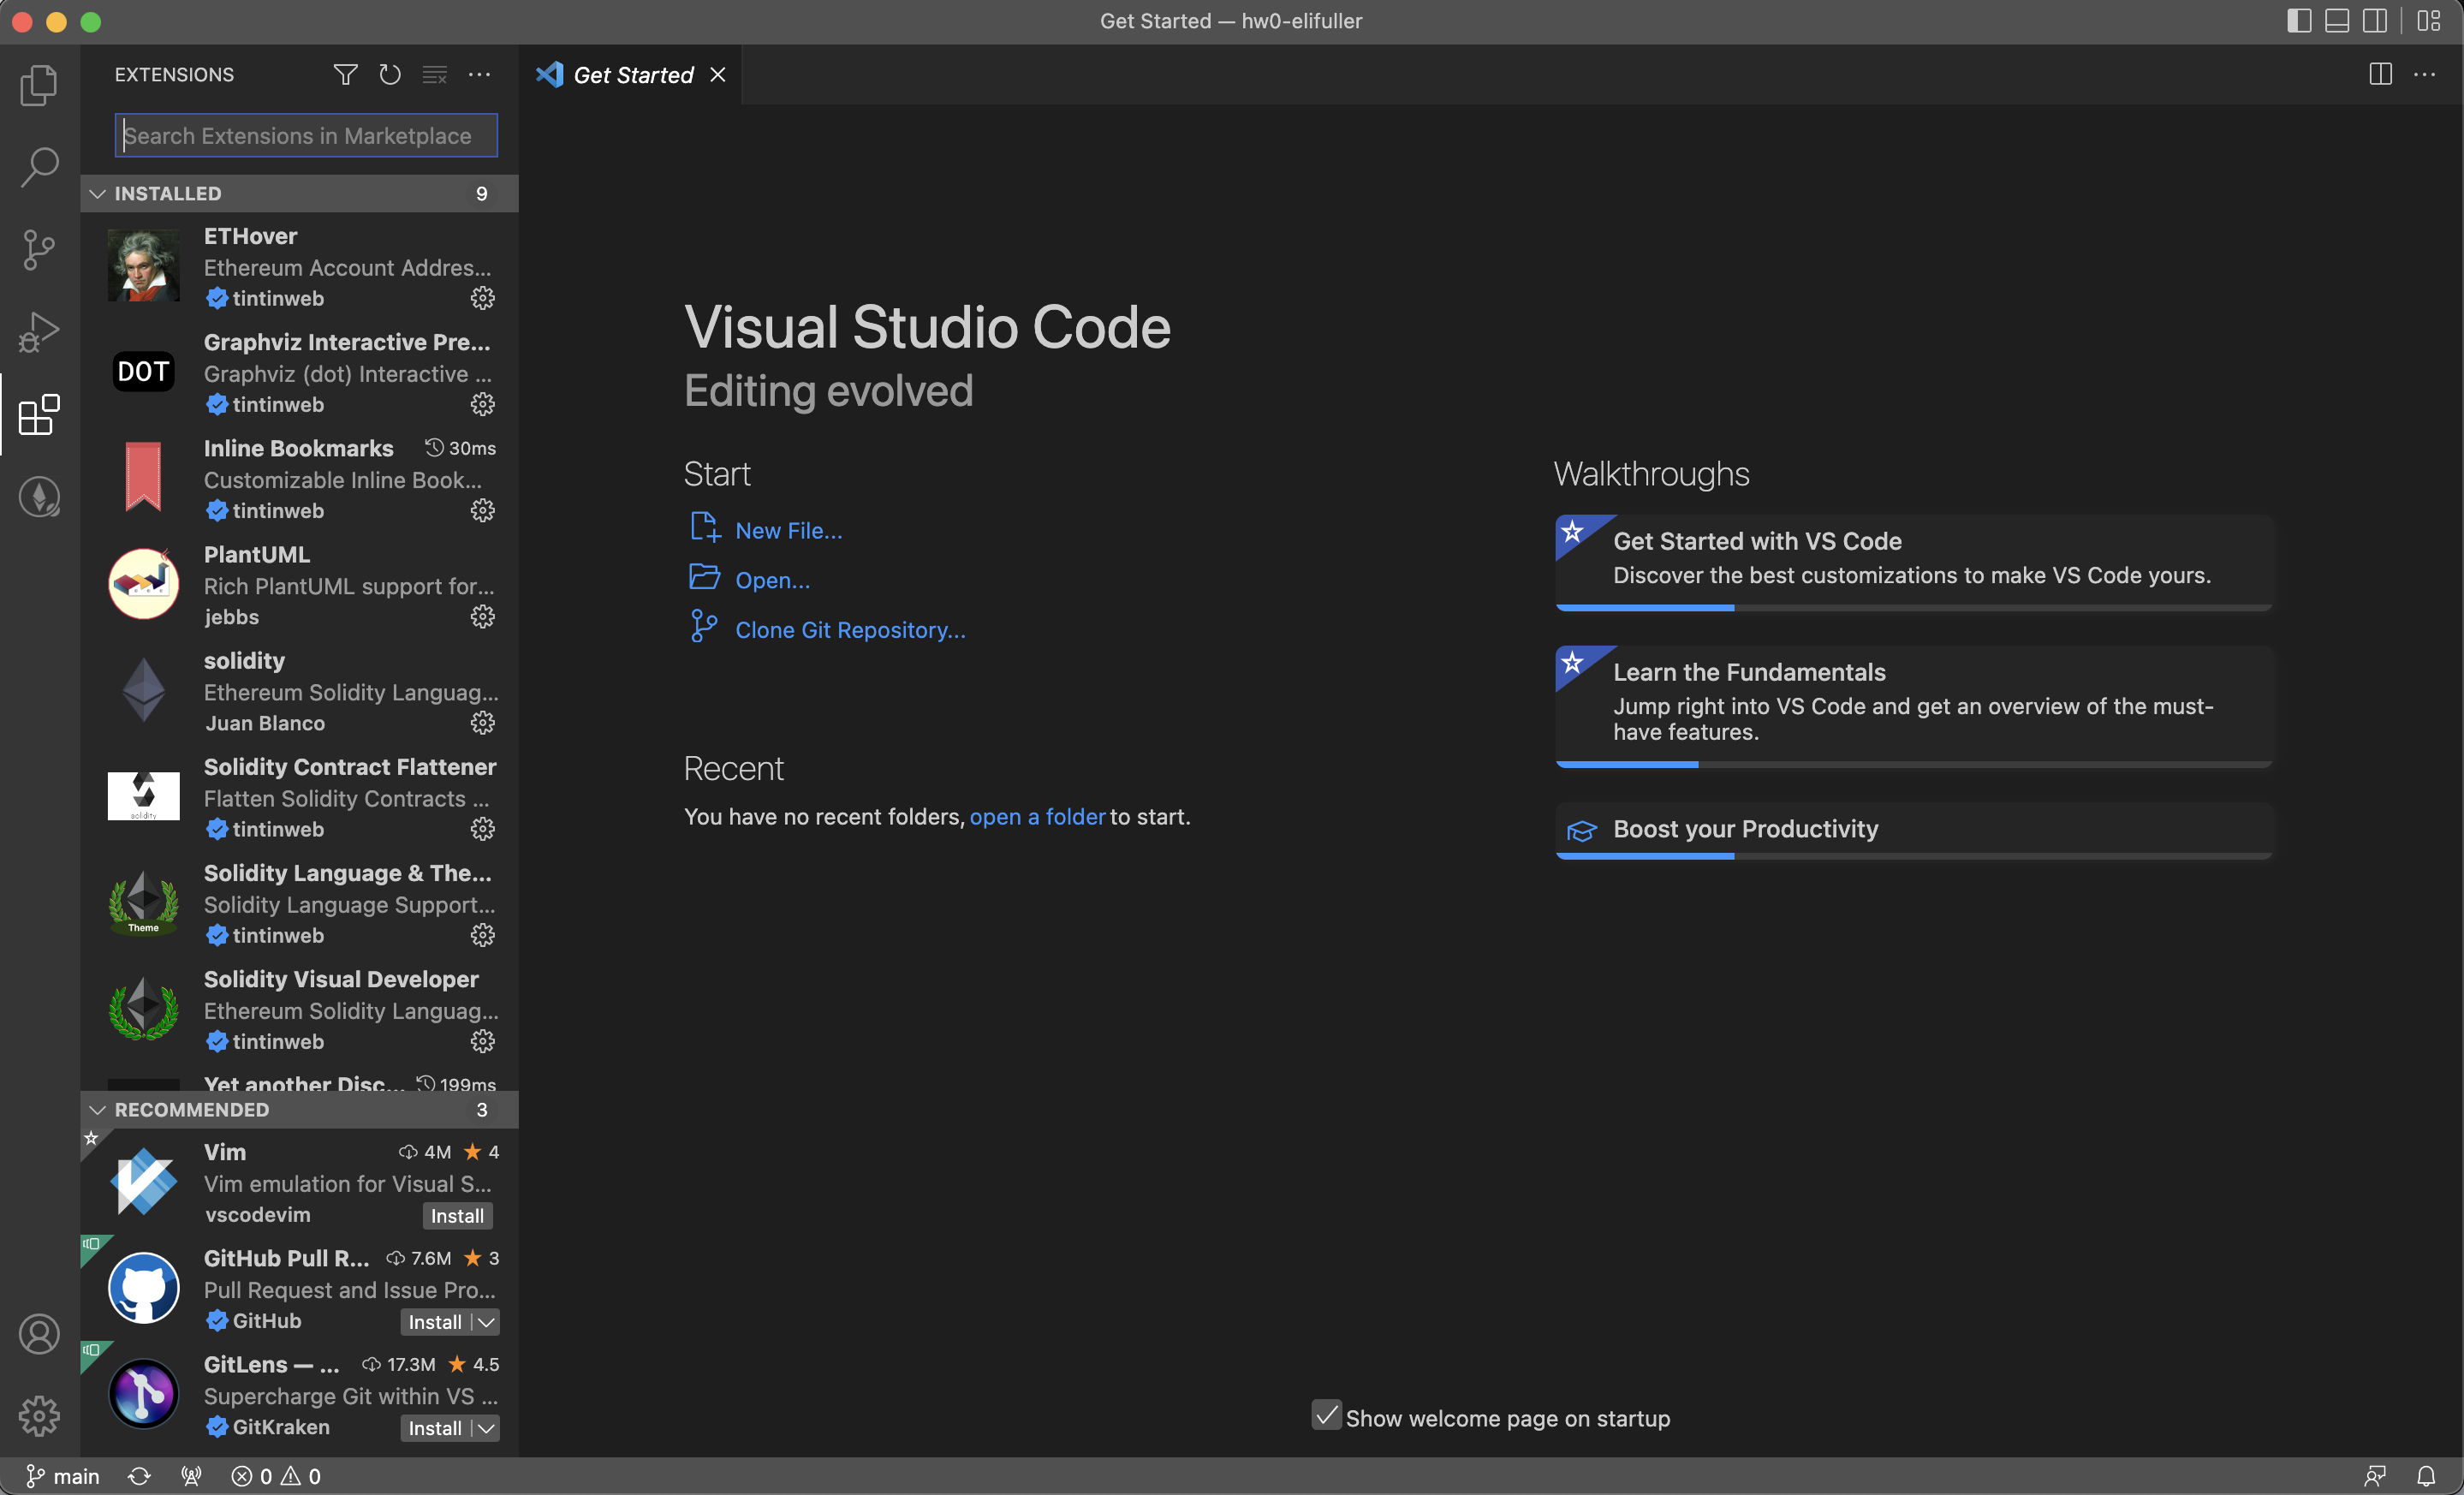 Get Started — hw0-elifuller
EXTENSIONS
Search Extensions in Marketplace
INSTALLED 9
ETHover
Ethereum Account Addres...
tintinweb
DOT
Graphviz Interactive Pre...
Graphviz (dot) Interactive ...
tintinweb
Inline Bookmarks 30ms
Customizable Inline Book...
tintinweb
PlantUML
Rich PlantUML support for...
jebbs
solidity
Ethereum Solidity Languag...
Juan Blanco
solidity
Solidity Contract Flattener
Flatten Solidity Contracts ...
tintinweb
Theme
Solidity Language & The...
Solidity Language Support...
tintinweb
Solidity Visual Developer
Ethereum Solidity Languag...
tintinweb
Yet another Disc... 199ms
RECOMMENDED 3
Vim 4M 4
Vim emulation for Visual S...
vscodevim Install
GitHub Pull R... 7.6M 3
Pull Request and Issue Pro...
GitHub Install
GitLens — ... 17.3M 4.5
Supercharge Git within VS ...
GitKraken Install
Get Started
Visual Studio Code
Editing evolved
Start
New File...
Open...
Clone Git Repository...
Recent
You have no recent folders, open a folder to start.
Walkthroughs
Get Started with VS Code
Discover the best customizations to make VS Code yours.
Learn the Fundamentals
Jump right into VS Code and get an overview of the must-
have features.
Boost your Productivity
Show welcome page on startup
main 0 0